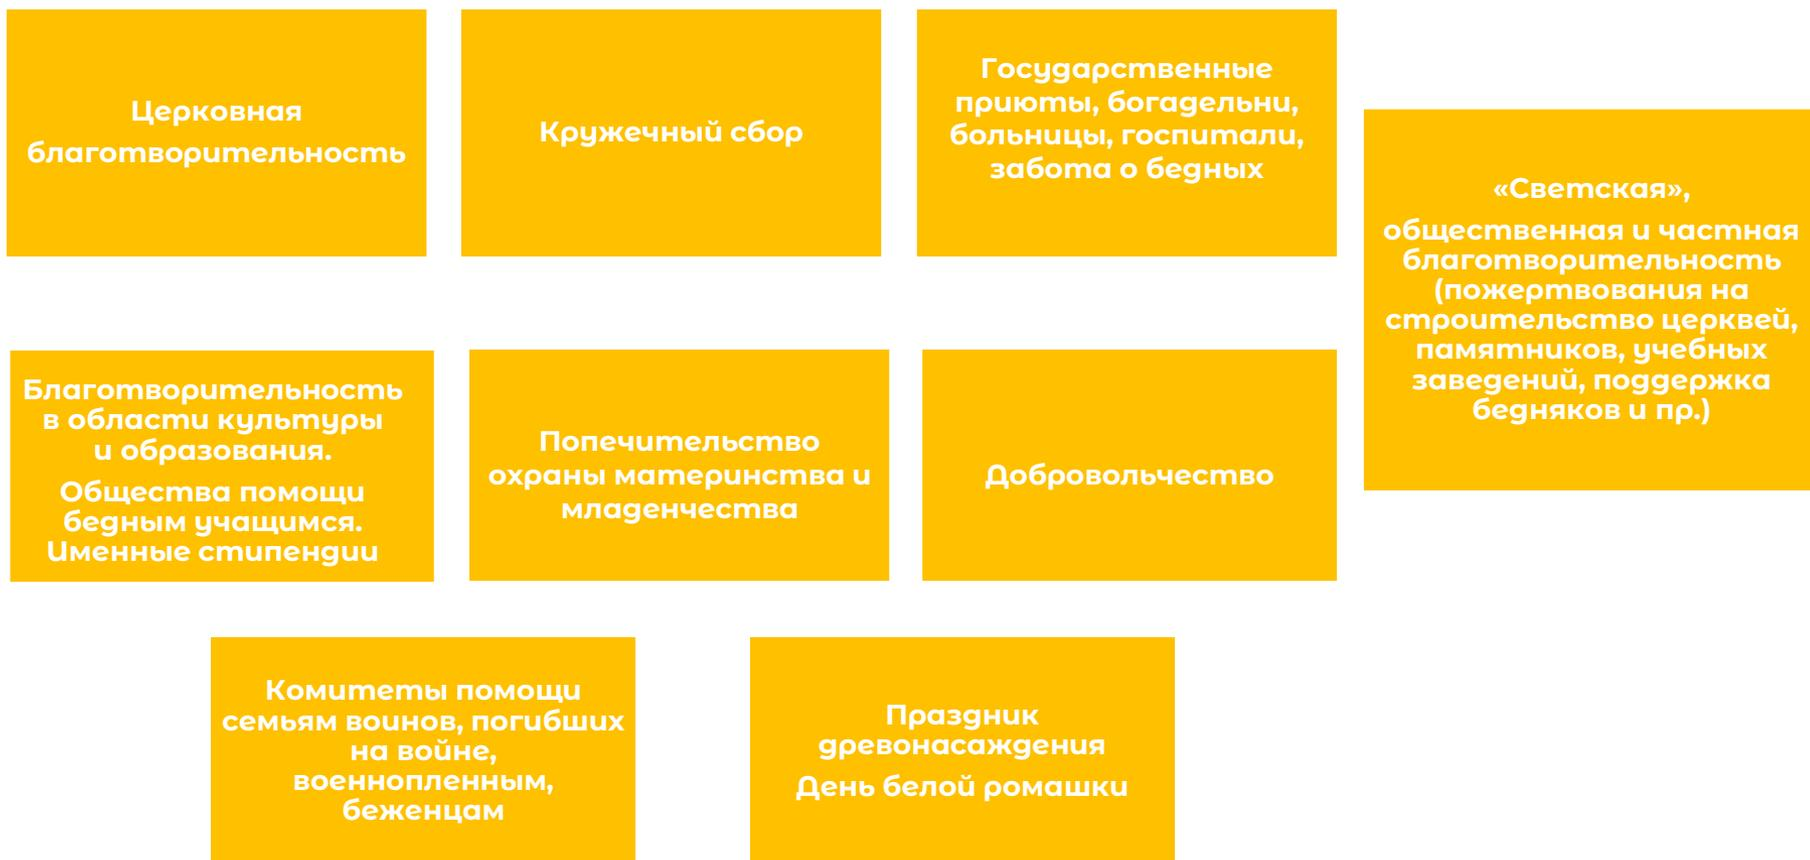 Церковная
благотворительность
Кружечный сбор
Государственные
приюты, богадельни,
больницы, госпитали,
забота о бедных
«Светская»,
общественная и частная
благотворительность
(пожертвования на
строительство церквей,
памятников, учебных
заведений, поддержка
бедняков и пр.)
Благотворительность
в области культуры
и образования.
Общества помощи
бедным учащимся.
Именные стипендии
Попечительство
охраны материнства и
младенчества
Добровольчество
Комитеты помощи
семьям воинов, погибших
на войне,
военнопленным,
беженцам
Праздник
древонасаждения
День белой ромашки